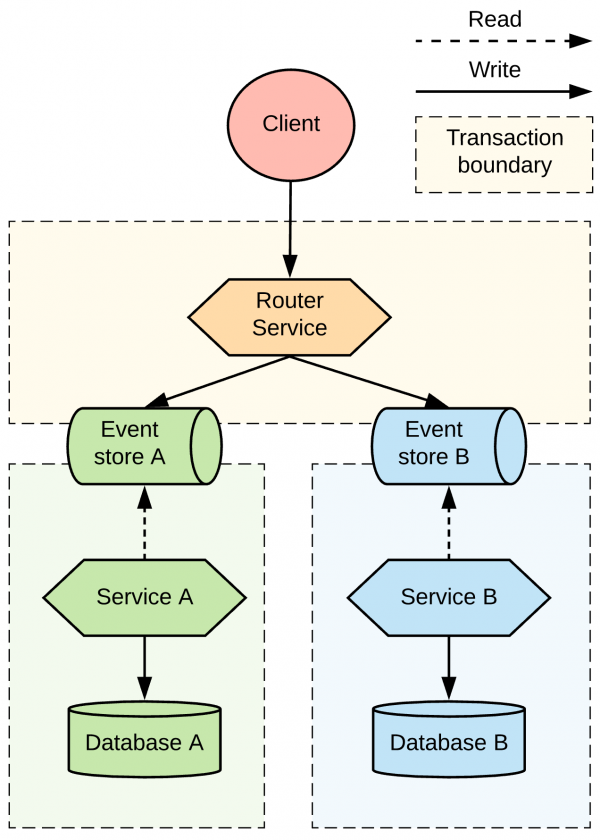 Read
Write
Transaction
boundary
Client
Router
Service
Event
store A
Event
store B
Service A
Service B
Database A
Database B